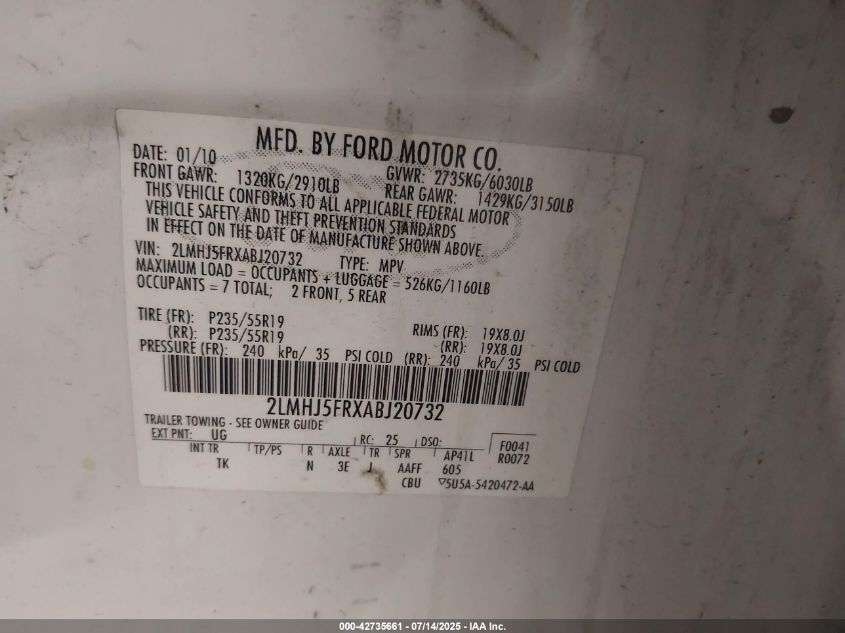 MFD. BY FORD MOTOR CO.
DATE: 01/10 GVWR: 2735KG/6030LB
FRONT GAWR: 1320KG/2910LB REAR GAWR: 1429KG/3150LB
THIS VEHICLE CONFORMS TO ALL APPLICABLE FEDERAL MOTOR
VEHICLE SAFETY AND THEFT PREVENTION STANDARDS
IN EFFECT ON THE DATE OF MANUFACTURE SHOWN ABOVE.
VIN: 2LMHJ5FRXABJ20732 TYPE: MPV
MAXIMUM LOAD = OCCUPANTS + LUGGAGE = 526KG/1160LB
OCCUPANTS = 7 TOTAL; 2 FRONT, 5 REAR
TIRE (FR): P235/55R19 RIMS (FR): 19X8.0J
(RR): P235/55R19 (RR): 19X8.0J
PRESSURE (FR): 240 kPa/ 35 PSI COLD (RR): 240 kPa/ 35 PSI COLD
2LMHJ5FRXABJ20732
TRAILER TOWING - SEE OWNER GUIDE
EXT PNT: UG RC: 25 DSO: F0041
INT TR TP/PS R AXLE TR SPR AP41L R0072
TK N 3E J AAFF 605
CBU 5U5A-5420472-AA
000-42735661 - 07/14/2025 - IAA Inc.